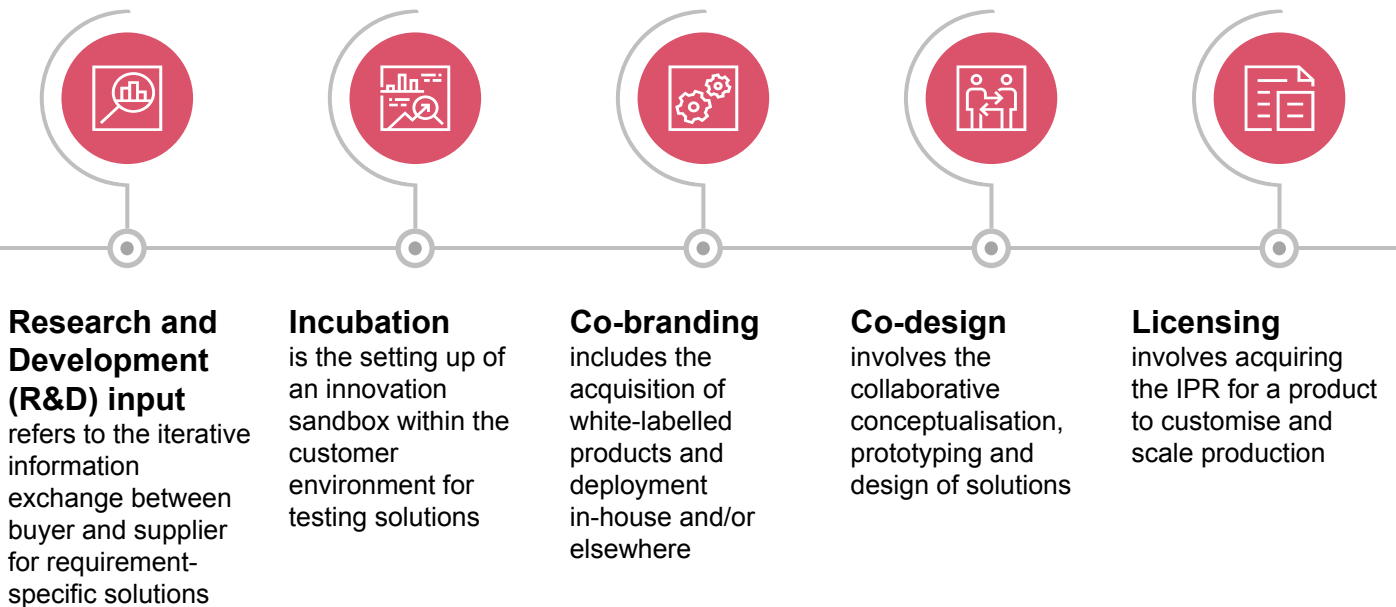 Research and
Development
(R&D) input
refers to the iterative
information
exchange between
buyer and supplier
for requirement-
specific solutions
Incubation
is the setting up of
an innovation
sandbox within the
customer
environment for
testing solutions
Co-branding
includes the
acquisition of
white-labelled
products and
deployment
in-house and/or
elsewhere
Co-design
involves the
collaborative
conceptualisation,
prototyping and
design of solutions
Licensing
involves acquiring
the IPR for a product
to customise and
scale production